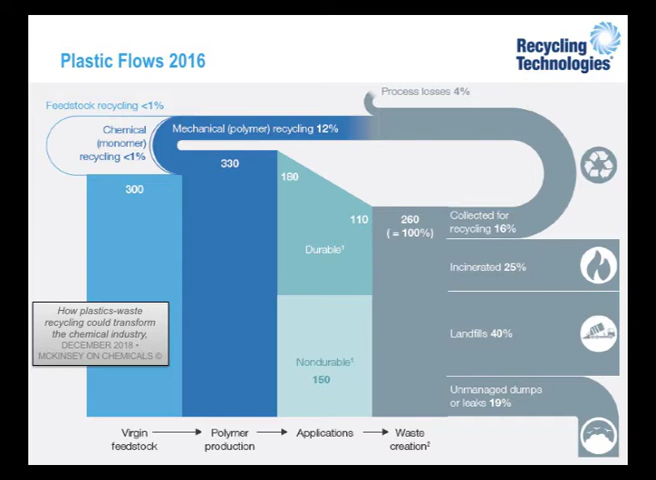 Plastic Flows 2016
Recycling
Technologies
Process losses 4%
Feedstock recycling <1%
Chemical
(monomer)
recycling <1%
Mechanical (polymer) recycling 12%
300
330
180
110
260
( = 100%)
Collected for
recycling 16%
Durable¹
Incinerated 25%
How plastics-waste
recycling could transform
the chemical industry,
DECEMBER 2018 •
MCKINSEY ON CHEMICALS ©
Landfills 40%
Nondurable¹
150
Unmanaged dumps
or leaks 19%
Virgin
feedstock
Polymer
production
Applications
Waste
creation²